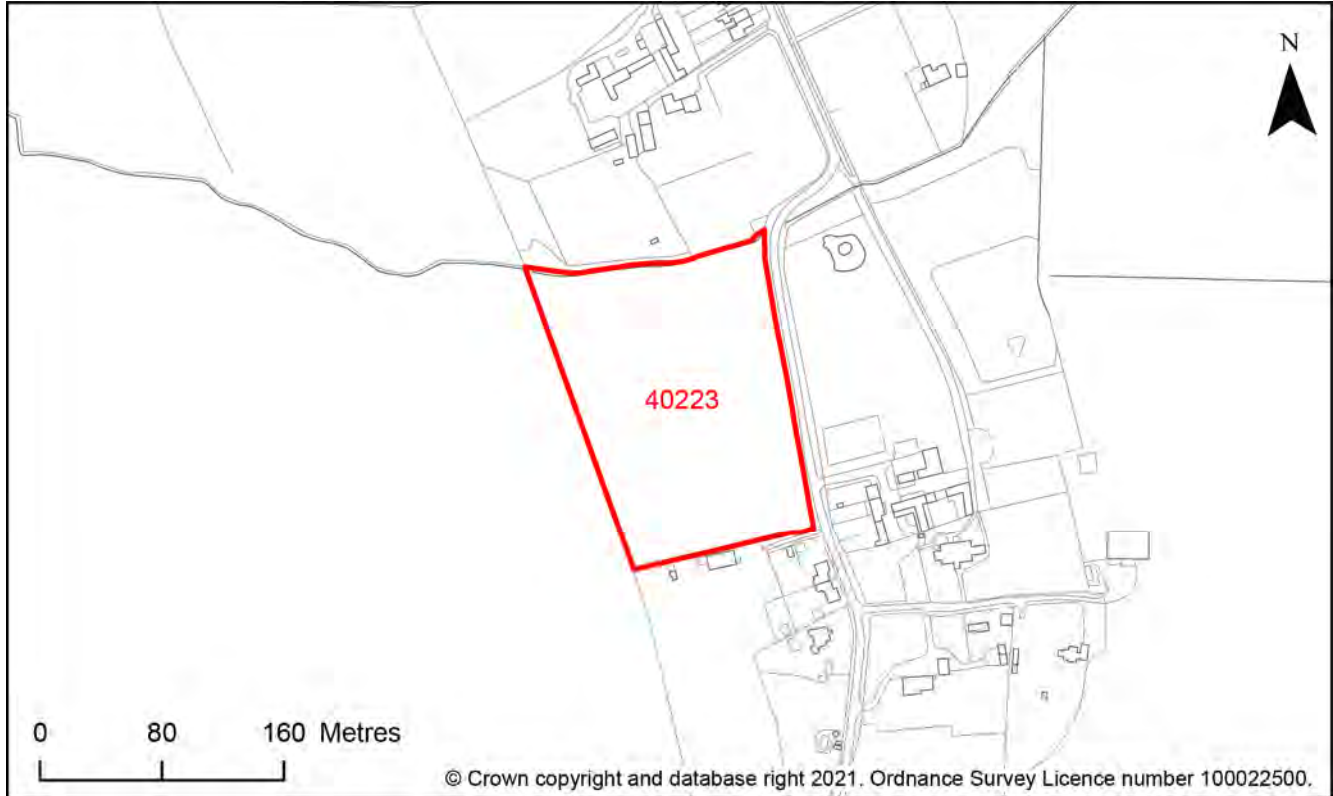 N
40223
0 80 160 Metres
© Crown copyright and database right 2021. Ordnance Survey Licence number 100022500.